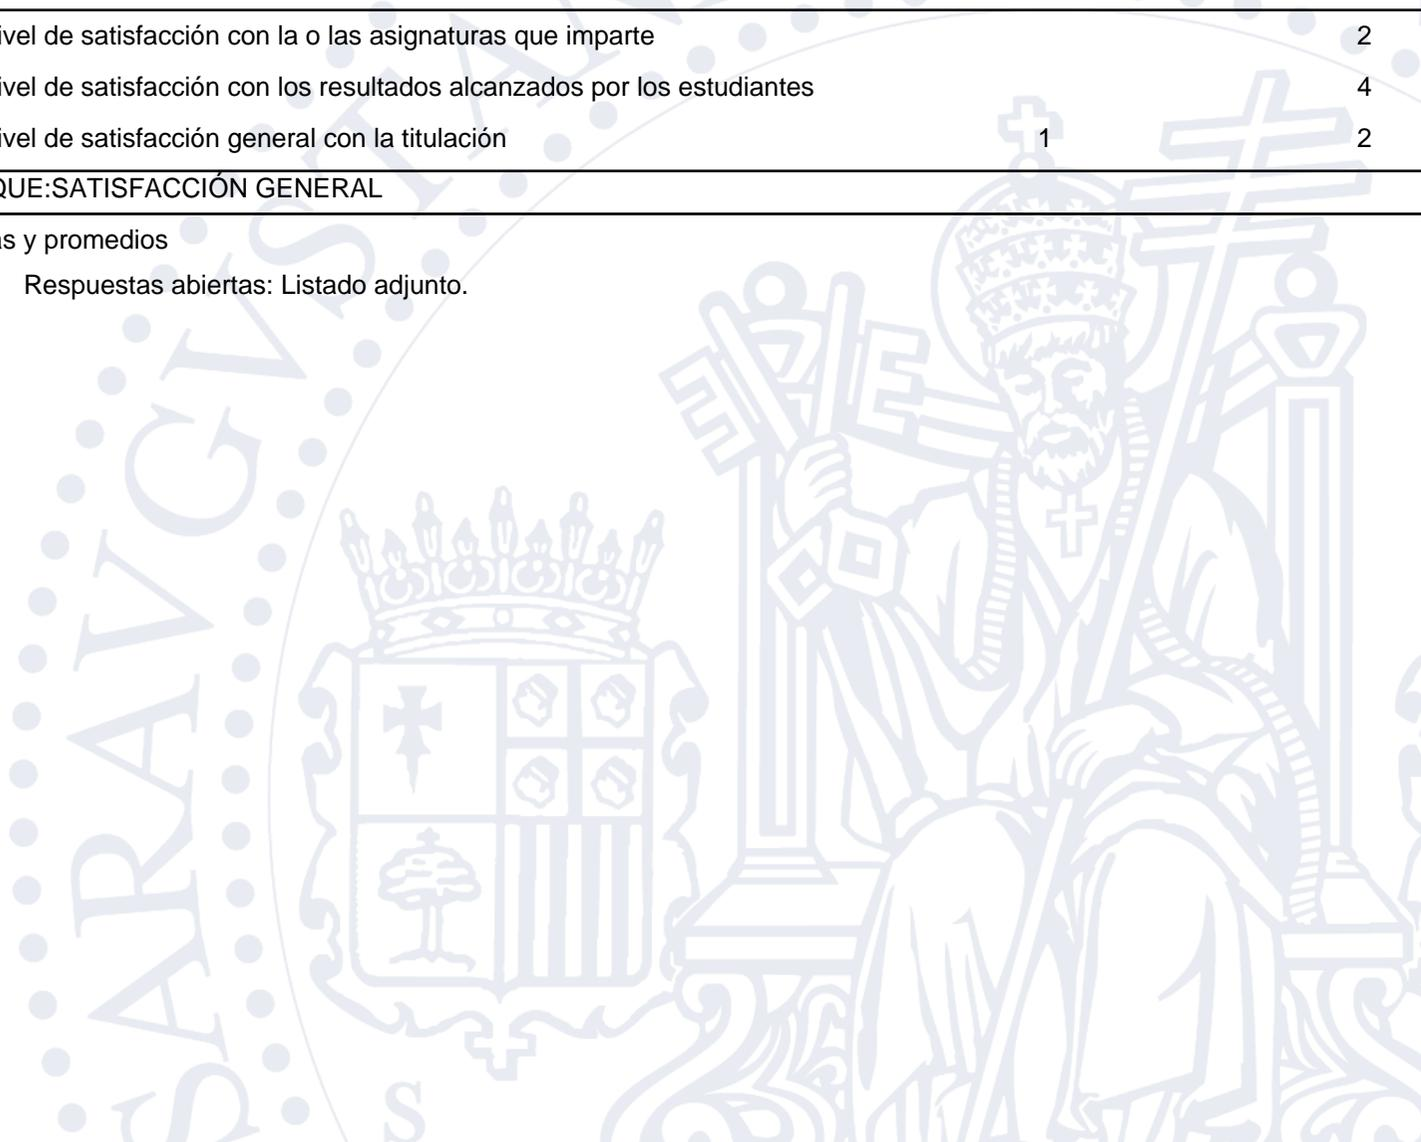 ivel de satisfacción con la o las asignaturas que imparte 2
ivel de satisfacción con los resultados alcanzados por los estudiantes 4
ivel de satisfacción general con la titulación 1 2
QUE:SATISFACCIÓN GENERAL
as y promedios
Respuestas abiertas: Listado adjunto.
SARAVGVSTAN
S